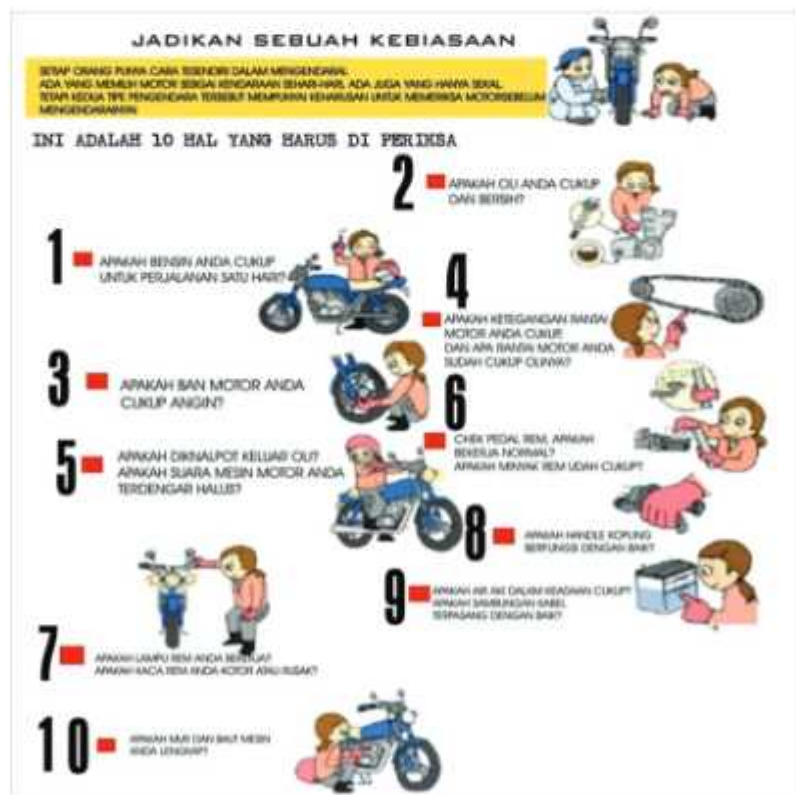 JADIKAN SEBUAH KEBIASAAN
SETIAP ORANG PUNYA CARA TESENDIRI DALAM MENGENDARAI.
ADA YANG MEMILIH MOTOR SEBGAI KENDARAAN SEHARI-HARI, ADA JUGA YANG HANYA SEKALI.
TETAPI KEDUA TIPE PENGENDARA TERSEBUT MEMPUNYAI KEHARUSAN UNTUK MEMERIKSA MOTORSEBELUM
MENGENDARAINYA
INI ADALAH 10 HAL YANG HARUS DI PERIKSA
1
APAKAH BENSIN ANDA CUKUP
UNTUK PERJALANAN SATU HARI?
2
APAKAH OLI ANDA CUKUP
DAN BERSIH?
3
APAKAH BAN MOTOR ANDA
CUKUP ANGIN?
4
APAKAH KETEGANGAN RANTAI
MOTOR ANDA CUKUP
DAN APA RANTAI MOTOR ANDA
SUDAH CUKUP OLINYA?
5
APAKAH DIKNALPOT KELUAR OLI?
APAKAH SUARA MESIN MOTOR ANDA
TERDENGAR HALUS?
6
CHEK PEDAL REM, APAKAH
BEKERJA NORMAL?
APAKAH MINYAK REM UDAH CUKUP?
7
APAKAH LAMPU REM ANDA
APAKAH KACA REM ANDA KOTOR ATAU RUSAK?
8
APAKAH HANDLE KOPLING
BERFUNGSI DENGAN BAIK?
9
APAKAH AIR AKI DALAM KEADAAN CUKUP?
APAKAH SAMBUNGAN KABEL
TERPASANG DENGAN BAIK?
10
APAKAH MUR DAN BAUT MESIN
ANDA LENGKAP?